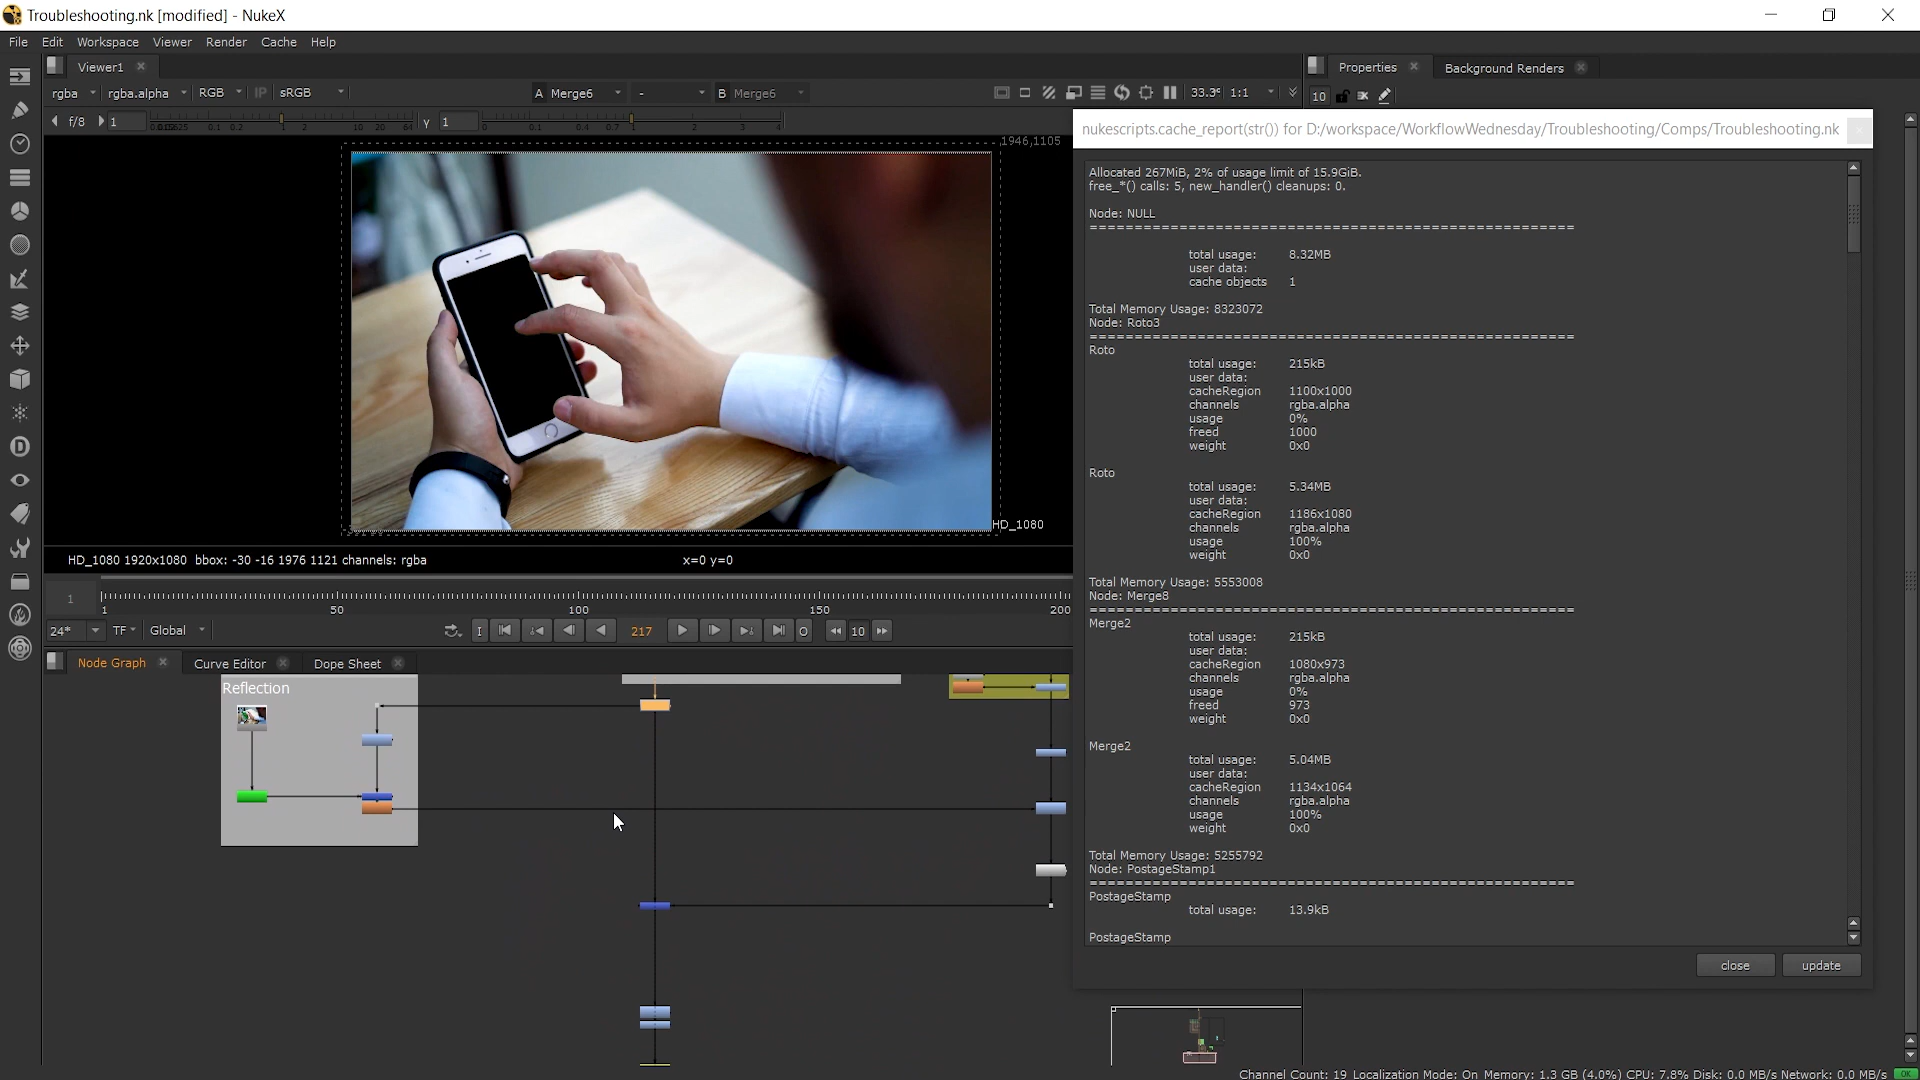 Troubleshooting.nk [modified] - NukeX
File Edit Workspace Viewer Render Cache Help
Viewer1
Properties
Background Renders
rgba rgba.alpha RGB IP sRGB A Merge6 - B Merge6 33.3% 1:1
10
f/8 1 y 1
nukescripts.cache_report(str()) for D:/workspace/WorkflowWednesday/Troubleshooting/Comps/Troubleshooting.nk
1946,1105
HD_1080
HD_1080 1920x1080 bbox: -30 -16 1976 1121 channels: rgba x=0 y=0
1
1 50 100 150 200
24* TF Global I 217 O 10
Node Graph Curve Editor Dope Sheet
Reflection
Allocated 267MiB, 2% of usage limit of 15.9GiB.
free_*() calls: 5, new_handler() cleanups: 0.
Node: NULL
====================================================
total usage: 8.32MB
user data:
cache objects 1
Total Memory Usage: 8323072
Node: Roto3
====================================================
Roto
total usage: 215kB
user data:
cacheRegion 1100x1000
channels rgba.alpha
usage 0%
freed 1000
weight 0x0
Roto
total usage: 5.34MB
user data:
cacheRegion 1186x1080
channels rgba.alpha
usage 100%
weight 0x0
Total Memory Usage: 5553008
Node: Merge8
====================================================
Merge2
total usage: 215kB
user data:
cacheRegion 1080x973
channels rgba.alpha
usage 0%
freed 973
weight 0x0
Merge2
total usage: 5.04MB
user data:
cacheRegion 1134x1064
channels rgba.alpha
usage 100%
weight 0x0
Total Memory Usage: 5255792
Node: PostageStamp1
====================================================
PostageStamp
total usage: 13.9kB
PostageStamp
close update
Channel Count: 19 Localization Mode: On Memory: 1.3 GB (4.0%) CPU: 7.8% Disk: 0.0 MB/s Network: 0.0 MB/s OK